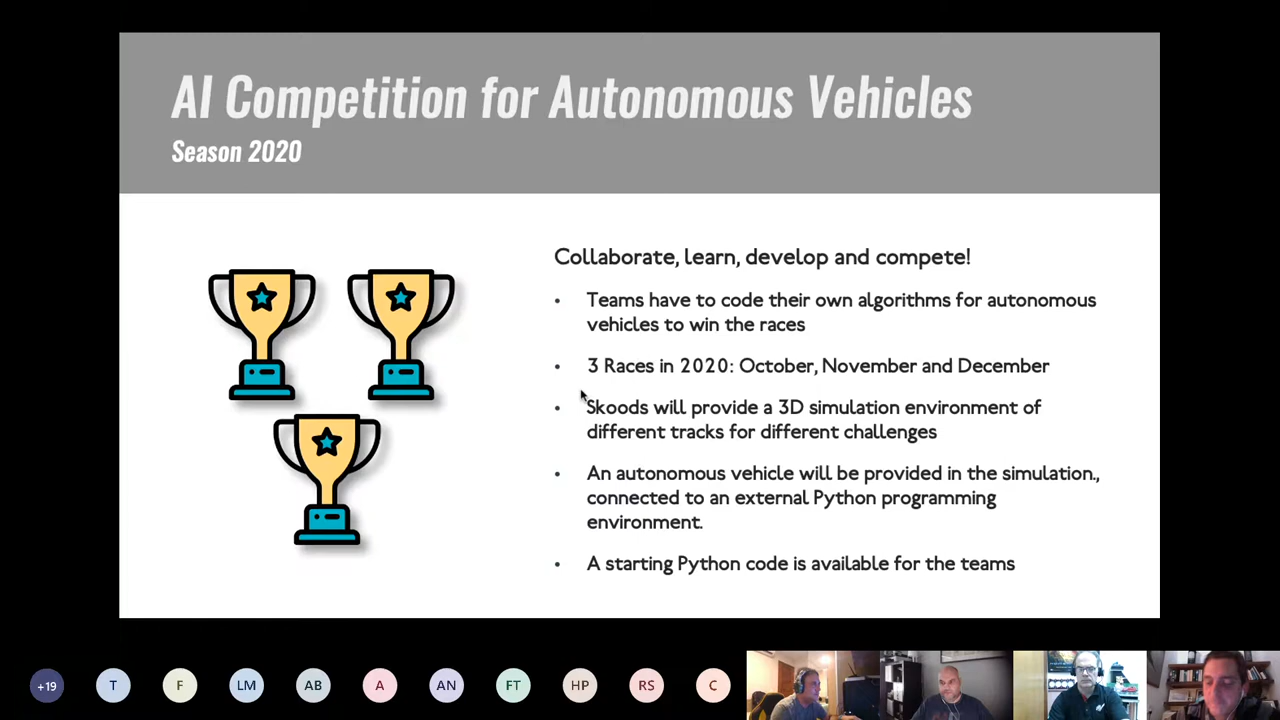 AI Competition for Autonomous Vehicles
Season 2020
Collaborate, learn, develop and compete!
• Teams have to code their own algorithms for autonomous
vehicles to win the races
• 3 Races in 2020: October, November and December
• Skoods will provide a 3D simulation environment of
different tracks for different challenges
• An autonomous vehicle will be provided in the simulation.,
connected to an external Python programming
environment.
• A starting Python code is available for the teams
+19 T F LM AB A AN FT HP RS C